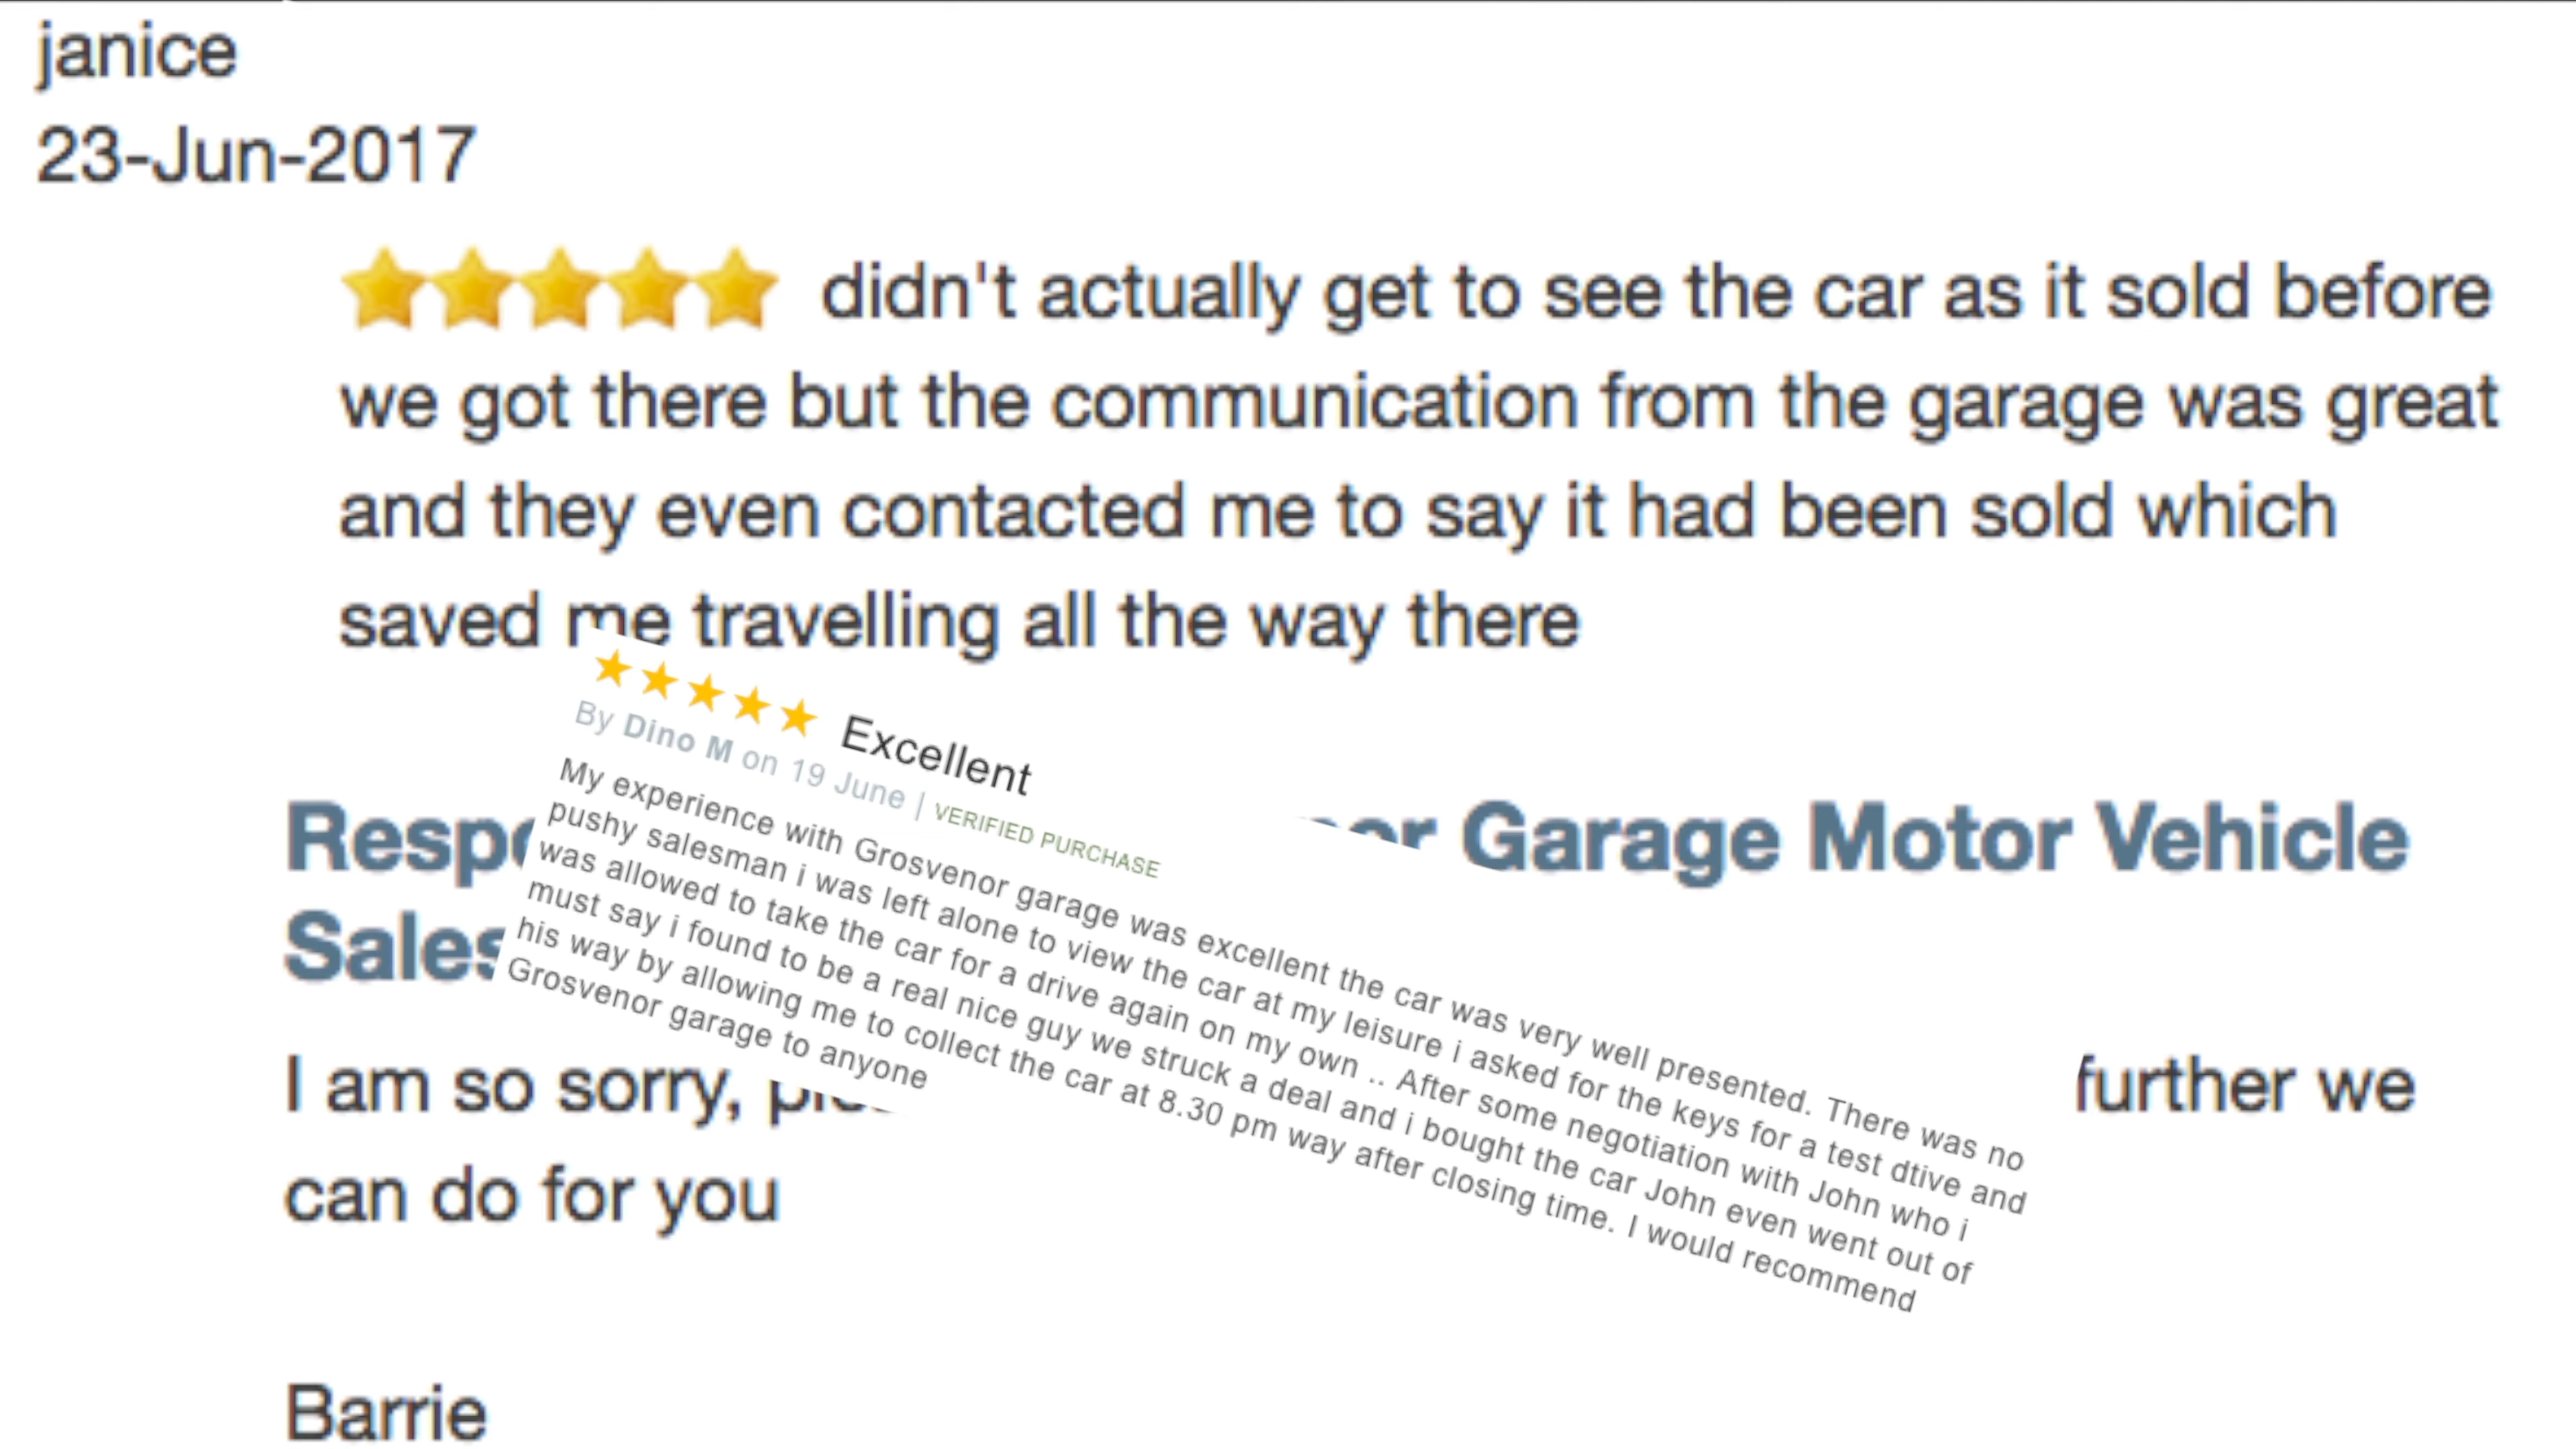 janice
23-Jun-2017
didn't actually get to see the car as it sold before
we got there but the communication from the garage was great
and they even contacted me to say it had been sold which
saved me travelling all the way there
Excellent
By Dino M on 19 June | VERIFIED PURCHASE
My experience with Grosvenor garage was excellent the car was very well presented. There was no
pushy salesman i was left alone to view the car at my leisure i asked for the keys for a test dtive and
was allowed to take the car for a drive again on my own .. After some negotiation with John who i
must say i found to be a real nice guy we struck a deal and i bought the car John even went out of
his way by allowing me to collect the car at 8.30 pm way after closing time. I would recommend
Grosvenor garage to anyone
Garage Motor Vehicle
Sales
I am so sorry, further we
can do for you
Barrie